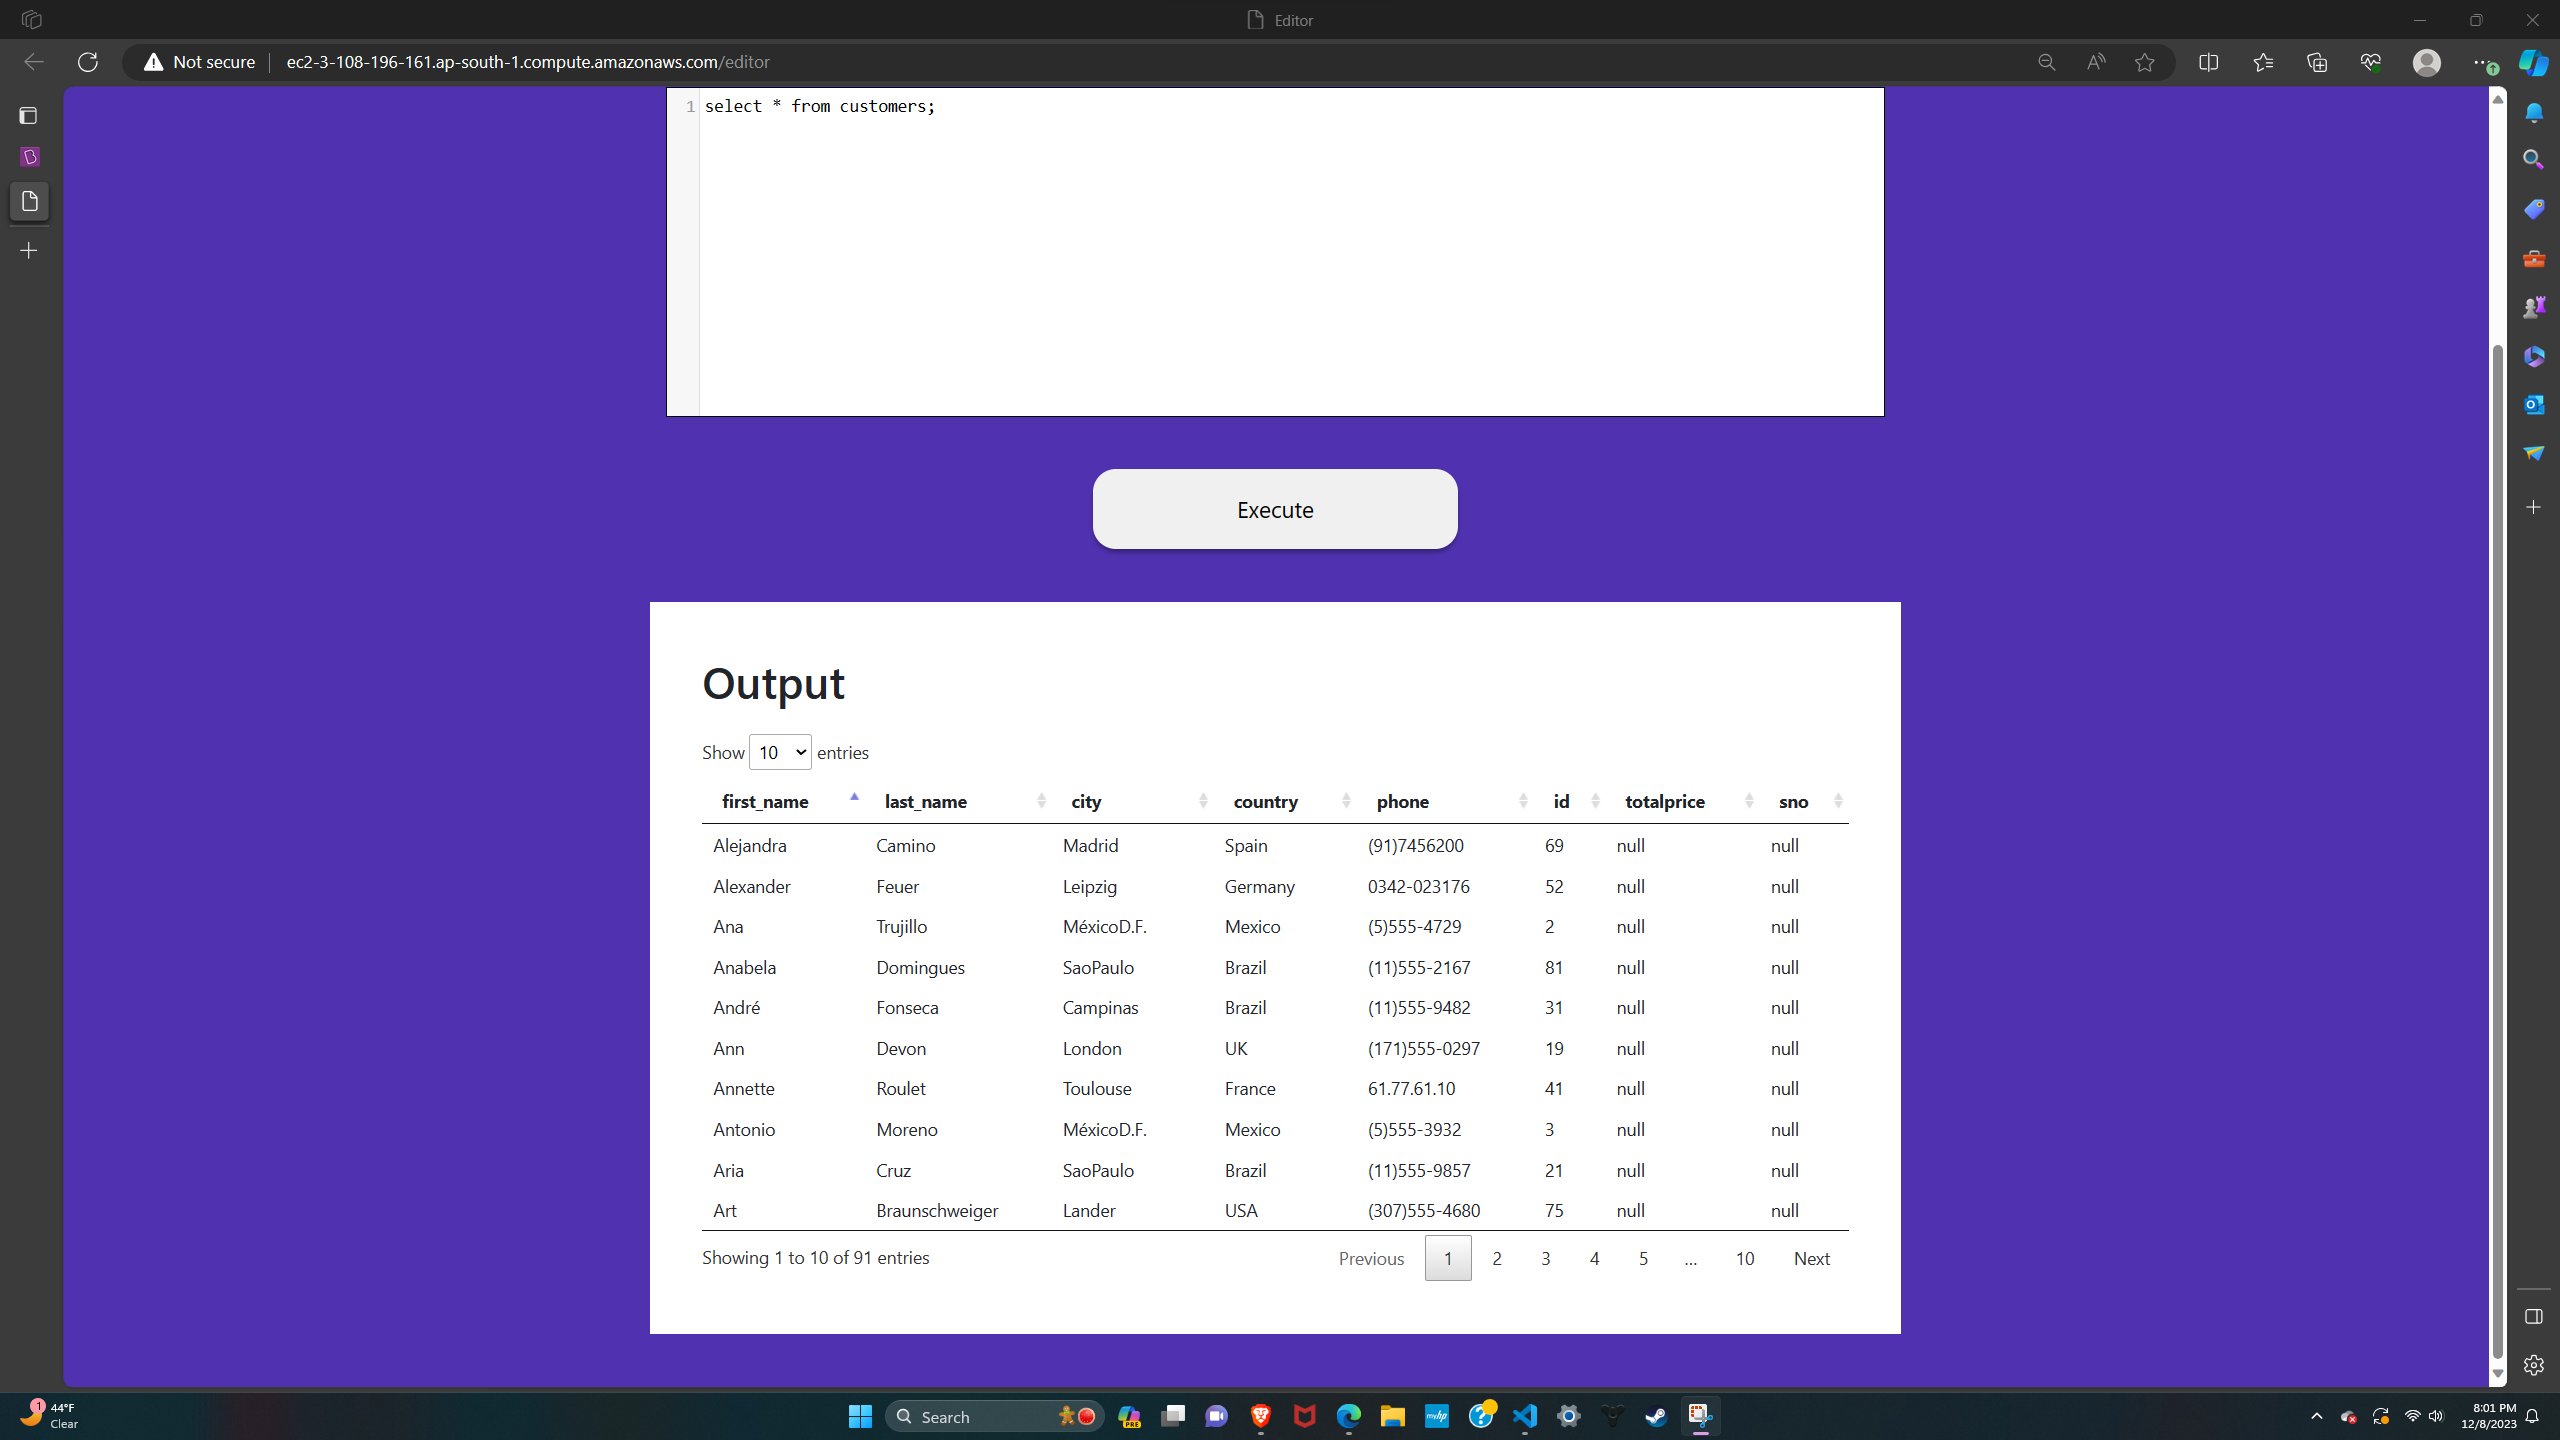 Editor
Not secure ec2-3-108-196-161.ap-south-1.compute.amazonaws.com/editor
1 select * from customers;
Execute
Output
Show 10 entries
first_name last_name city country phone id totalprice sno
Alejandra Camino Madrid Spain (91)7456200 69 null null
Alexander Feuer Leipzig Germany 0342-023176 52 null null
Ana Trujillo MéxicoD.F. Mexico (5)555-4729 2 null null
Anabela Domingues SaoPaulo Brazil (11)555-2167 81 null null
André Fonseca Campinas Brazil (11)555-9482 31 null null
Ann Devon London UK (171)555-0297 19 null null
Annette Roulet Toulouse France 61.77.61.10 41 null null
Antonio Moreno MéxicoD.F. Mexico (5)555-3932 3 null null
Aria Cruz SaoPaulo Brazil (11)555-9857 21 null null
Art Braunschweiger Lander USA (307)555-4680 75 null null
Showing 1 to 10 of 91 entries Previous 1 2 3 4 5 ... 10 Next
1 44°F
Clear
Search
PRE
myhp
8:01 PM
12/8/2023